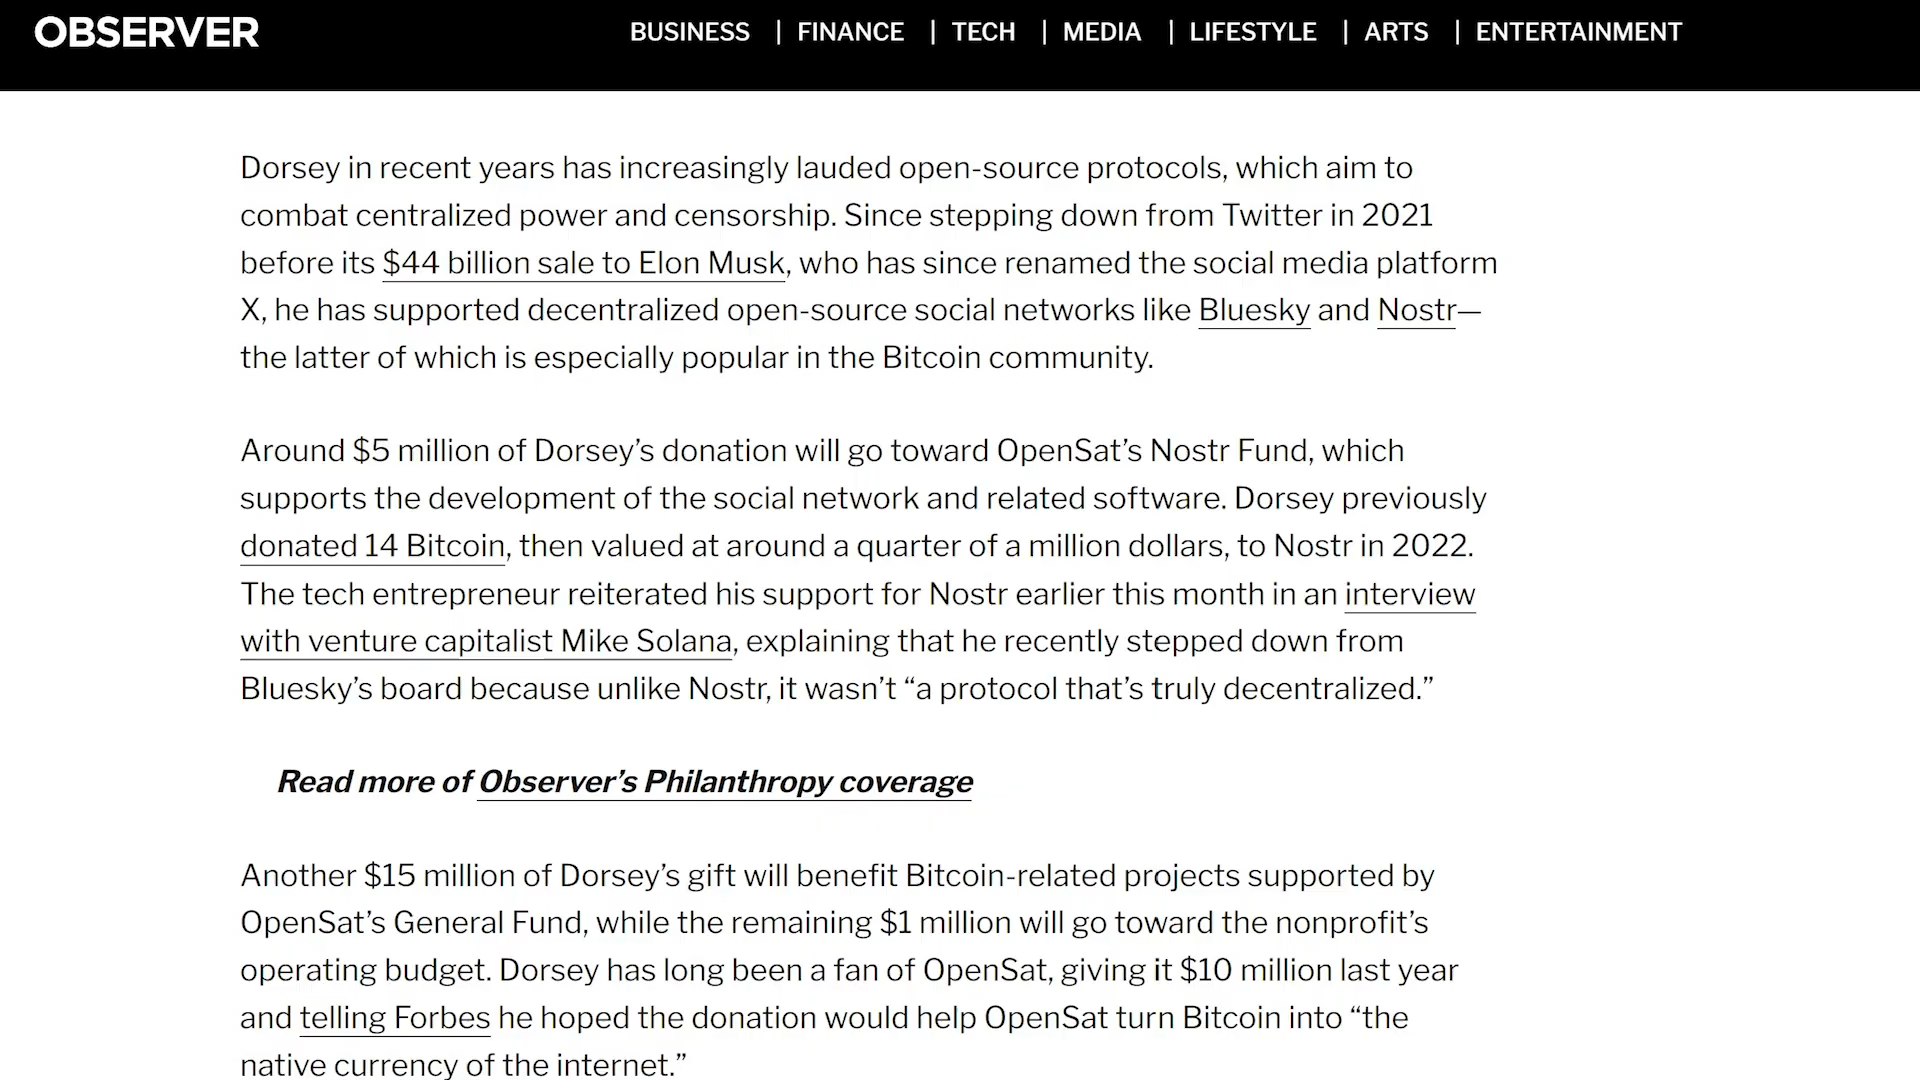 OBSERVER
BUSINESS | FINANCE | TECH | MEDIA | LIFESTYLE | ARTS | ENTERTAINMENT
Dorsey in recent years has increasingly lauded open-source protocols, which aim to
combat centralized power and censorship. Since stepping down from Twitter in 2021
before its $44 billion sale to Elon Musk, who has since renamed the social media platform
X, he has supported decentralized open-source social networks like Bluesky and Nostr—
the latter of which is especially popular in the Bitcoin community.
Around $5 million of Dorsey’s donation will go toward OpenSat’s Nostr Fund, which
supports the development of the social network and related software. Dorsey previously
donated 14 Bitcoin, then valued at around a quarter of a million dollars, to Nostr in 2022.
The tech entrepreneur reiterated his support for Nostr earlier this month in an interview
with venture capitalist Mike Solana, explaining that he recently stepped down from
Bluesky’s board because unlike Nostr, it wasn’t “a protocol that’s truly decentralized.”
Read more of Observer’s Philanthropy coverage
Another $15 million of Dorsey’s gift will benefit Bitcoin-related projects supported by
OpenSat’s General Fund, while the remaining $1 million will go toward the nonprofit’s
operating budget. Dorsey has long been a fan of OpenSat, giving it $10 million last year
and telling Forbes he hoped the donation would help OpenSat turn Bitcoin into “the
native currency of the internet.”